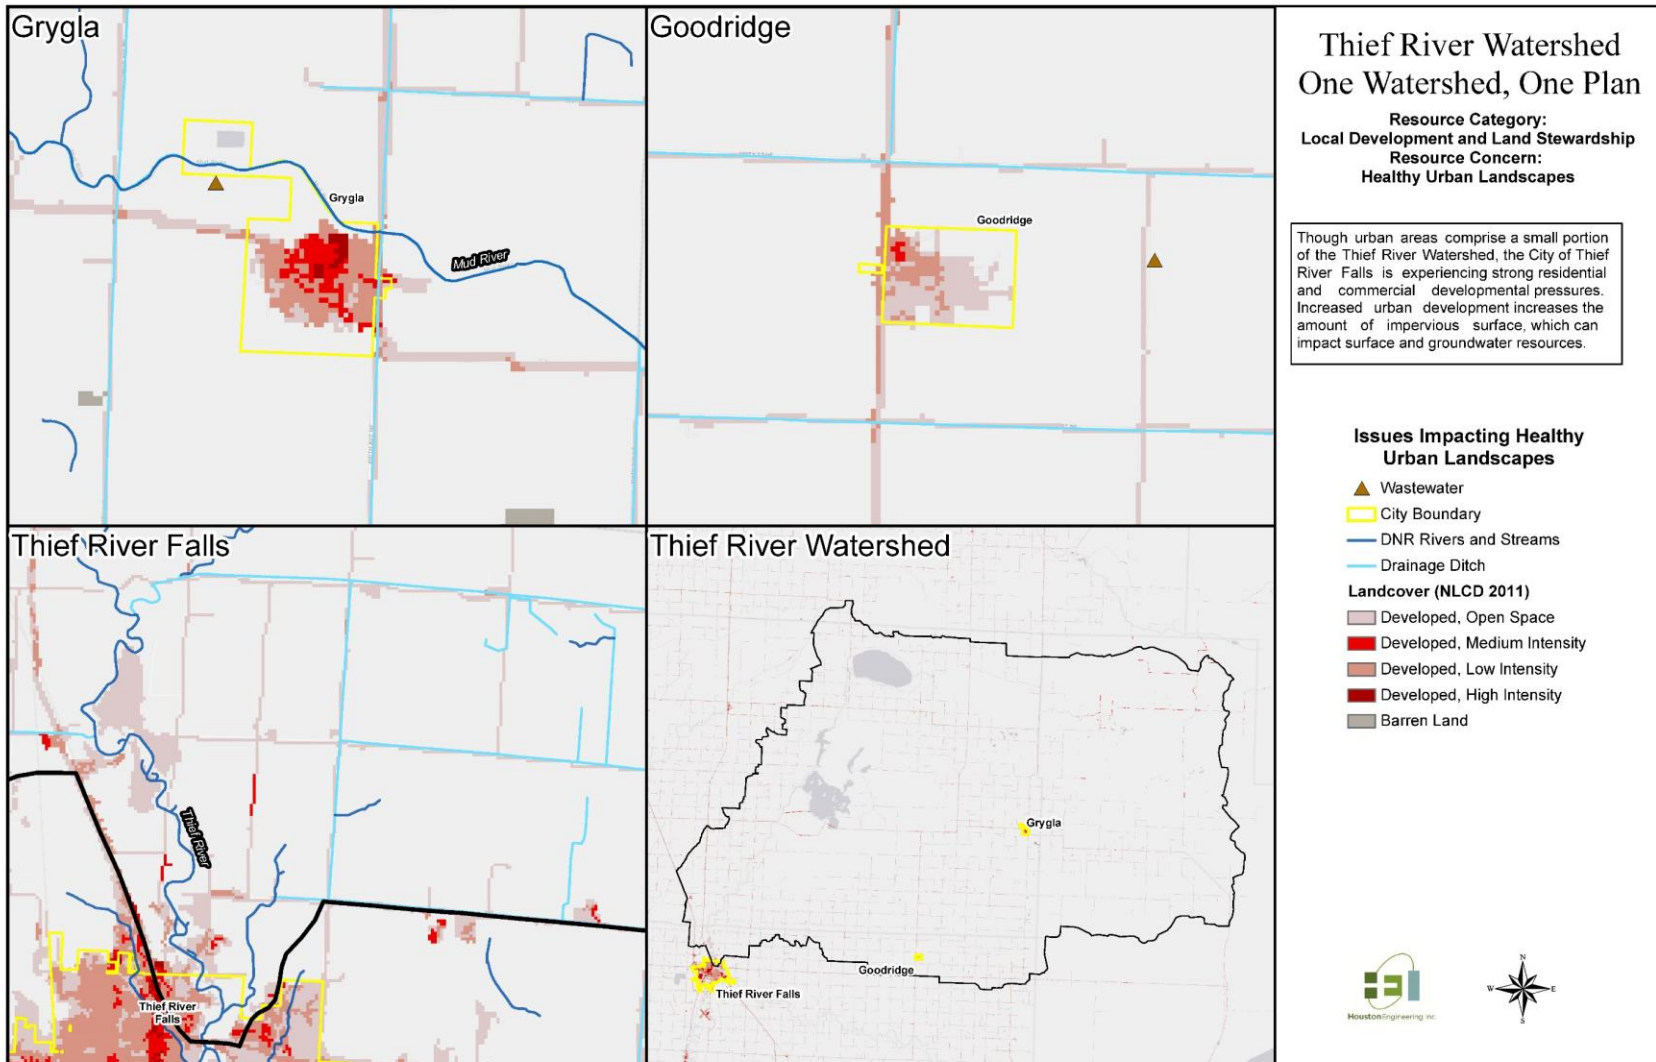 Grygla
Grygla
Mud River
Goodridge
Goodridge
Thief River Falls
Thief River
Thief River
Falls
Thief River Watershed
Grygla
Goodridge
Thief River Falls
Thief River Watershed
One Watershed, One Plan
Resource Category:
Local Development and Land Stewardship
Resource Concern:
Healthy Urban Landscapes
Though urban areas comprise a small portion
of the Thief River Watershed, the City of Thief
River Falls is experiencing strong residential
and commercial developmental pressures.
Increased urban development increases the
amount of impervious surface, which can
impact surface and groundwater resources.
Issues Impacting Healthy
Urban Landscapes
Wastewater
City Boundary
DNR Rivers and Streams
Drainage Ditch
Landcover (NLCD 2011)
Developed, Open Space
Developed, Medium Intensity
Developed, Low Intensity
Developed, High Intensity
Barren Land
HoustonEngineering Inc.
N
W E
S